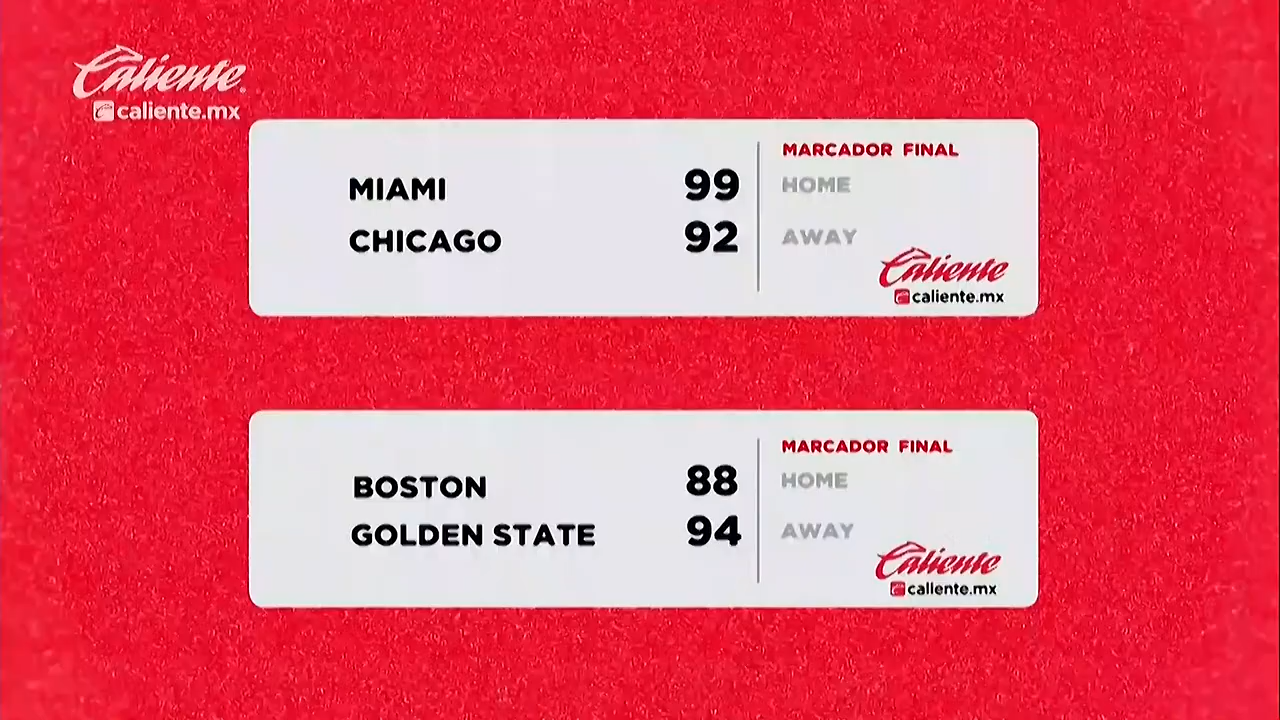 Caliente
caliente.mx
MARCADOR FINAL
MIAMI 99 HOME
CHICAGO 92 AWAY
Caliente
caliente.mx
MARCADOR FINAL
BOSTON 88 HOME
GOLDEN STATE 94 AWAY
Caliente
caliente.mx